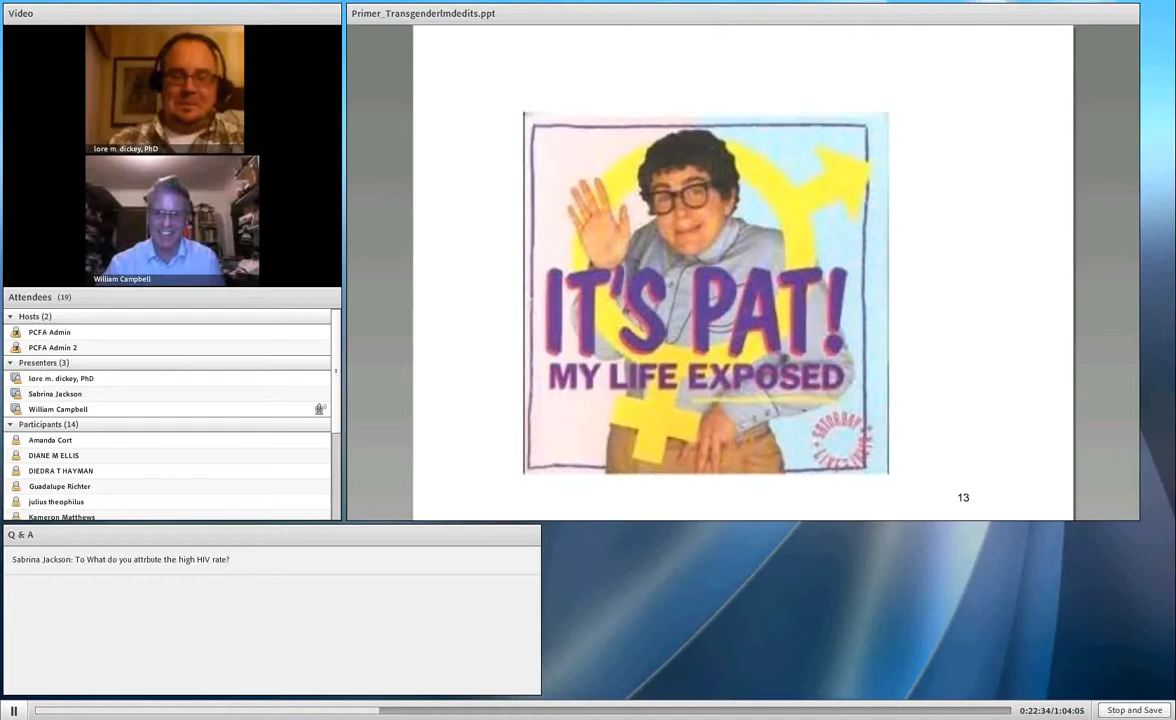 Video
lore m. dickey, PhD
William Campbell
Attendees (19)
Hosts (2)
PCFA Admin
PCFA Admin 2
Presenters (3)
lore m. dickey, PhD
Sabrina Jackson
William Campbell
Participants (14)
Amanda Cort
DIANE M ELLIS
DIEDRA T HAYMAN
Guadalupe Richter
julius theophilus
Kameron Matthews
Primer_Transgenderlmdedits.ppt
IT'S PAT!
MY LIFE EXPOSED
SATURDAY
13
Q & A
Sabrina Jackson: To What do you attrbute the high HIV rate?
0:22:34/1:04:05
Stop and Save